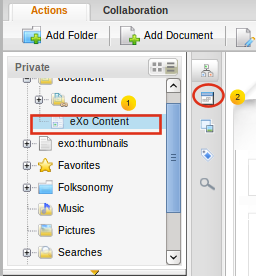 Actions Collaboration
Add Folder Add Document
Private
document
document 1
eXo Content
2
exo:thumbnails
Favorites
Folksonomy
Music
Pictures
Searches